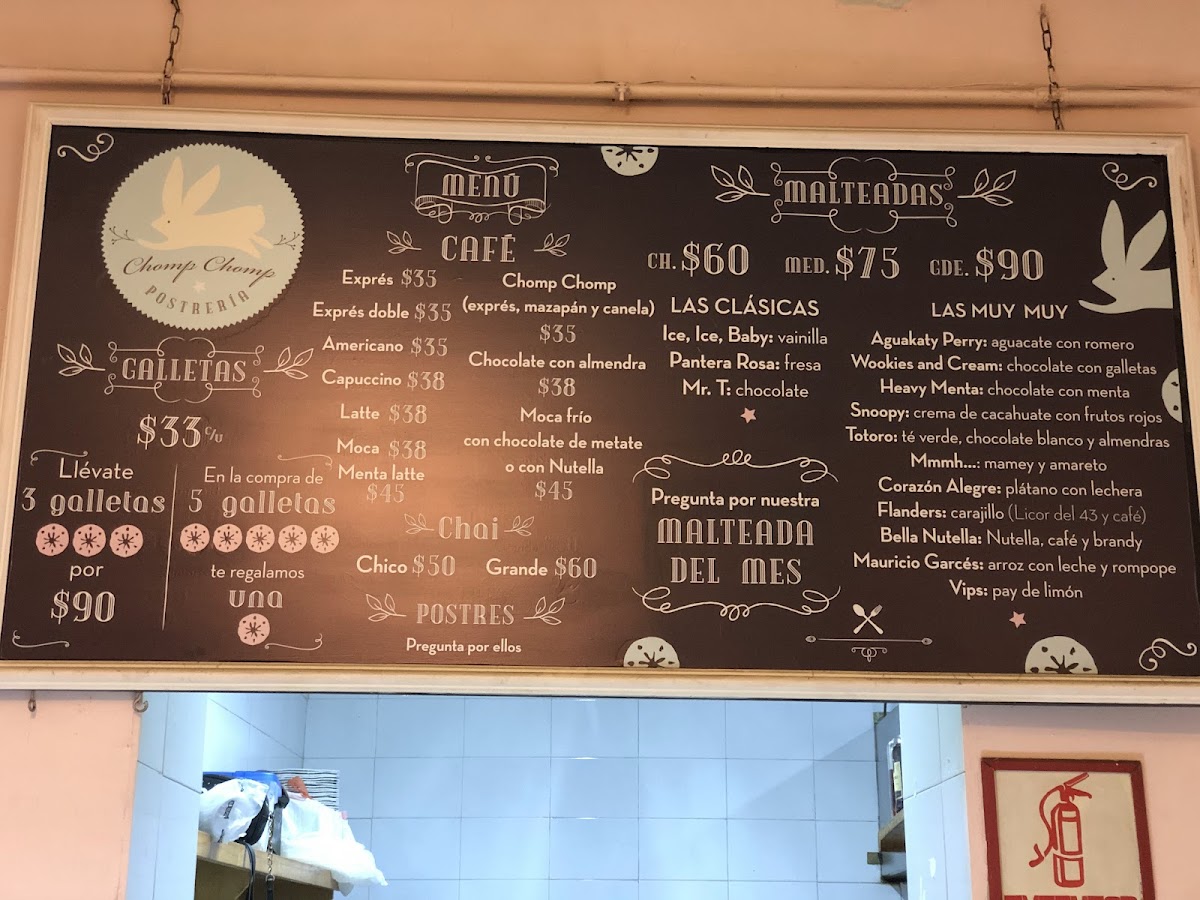 Chomp Chomp
POSTRERÍA
GALLETAS
$33 c/u
Llévate
3 galletas
por
$90
En la compra de
5 galletas
te regalamos
una
MENÚ
CAFÉ
Exprés $35
Exprés doble $35
Americano $35
Capuccino $38
Latte $38
Moca $38
Menta latte
$45
Chomp Chomp
(exprés, mazapán y canela)
$35
Chocolate con almendra
$38
Moca frío
con chocolate de metate
o con Nutella
$45
Chai
Chico $50 Grande $60
POSTRES
Pregunta por ellos
MALTEADAS
CH. $60 MED. $75 GDE. $90
LAS CLÁSICAS
Ice, Ice, Baby: vainilla
Pantera Rosa: fresa
Mr. T: chocolate
Pregunta por nuestra
MALTEADA
DEL MES
LAS MUY MUY
Aguakaty Perry: aguacate con romero
Wookies and Cream: chocolate con galletas
Heavy Menta: chocolate con menta
Snoopy: crema de cacahuate con frutos rojos
Totoro: té verde, chocolate blanco y almendras
Mmmh...: mamey y amareto
Corazón Alegre: plátano con lechera
Flanders: carajillo (Licor del 43 y café)
Bella Nutella: Nutella, café y brandy
Mauricio Garcés: arroz con leche y rompope
Vips: pay de limón